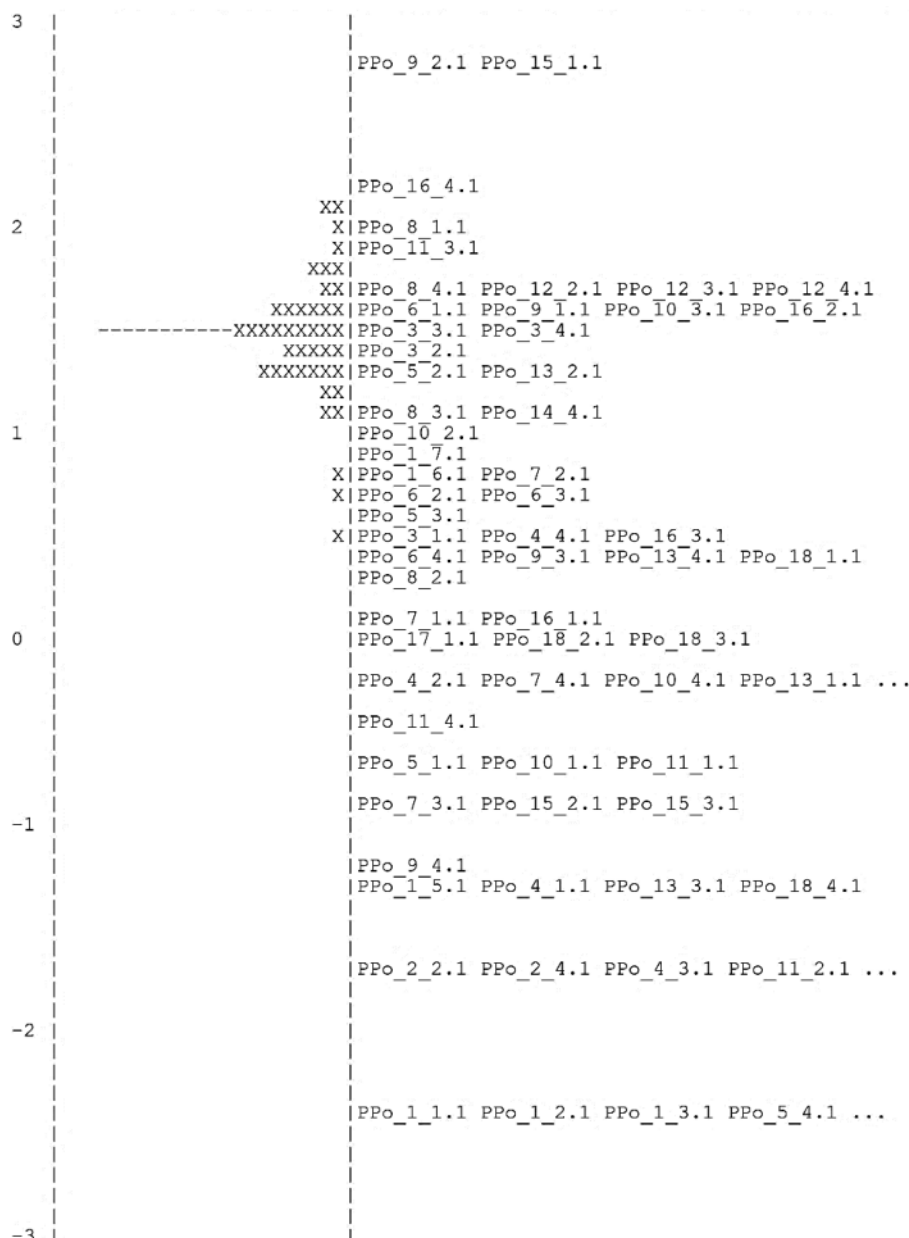 3 | |
| |
| |PPo_9_2.1 PPo_15_1.1
| |
| |
| |
| |
| |
| |PPo_16_4.1
| XX|
2 | X|PPo_8_1.1
| X|PPo_11_3.1
| XXX|
| XX|PPo_8_4.1 PPo_12_2.1 PPo_12_3.1 PPo_12_4.1
| XXXXXX|PPo_6_1.1 PPo_9_1.1 PPo_10_3.1 PPo_16_2.1
| -----------XXXXXXXXX|PPo_3_3.1 PPo_3_4.1
| XXXXX|PPo_3_2.1
| XXXXXXX|PPo_5_2.1 PPo_13_2.1
| XX|
| XX|PPo_8_3.1 PPo_14_4.1
1 | |PPo_10_2.1
| |PPo_1_7.1
| X|PPo_1_6.1 PPo_7_2.1
| X|PPo_6_2.1 PPo_6_3.1
| |PPo_5_3.1
| X|PPo_3_1.1 PPo_4_4.1 PPo_16_3.1
| |PPo_6_4.1 PPo_9_3.1 PPo_13_4.1 PPo_18_1.1
| |PPo_8_2.1
| |
| |PPo_7_1.1 PPo_16_1.1
0 | |PPo_17_1.1 PPo_18_2.1 PPo_18_3.1
| |
| |PPo_4_2.1 PPo_7_4.1 PPo_10_4.1 PPo_13_1.1 ...
| |
| |PPo_11_4.1
| |
| |PPo_5_1.1 PPo_10_1.1 PPo_11_1.1
| |
| |PPo_7_3.1 PPo_15_2.1 PPo_15_3.1
-1 | |
| |
| |PPo_9_4.1
| |PPo_1_5.1 PPo_4_1.1 PPo_13_3.1 PPo_18_4.1
| |
| |
| |
| |PPo_2_2.1 PPo_2_4.1 PPo_4_3.1 PPo_11_2.1 ...
| |
| |
-2 | |
| |
| |
| |
| |PPo_1_1.1 PPo_1_2.1 PPo_1_3.1 PPo_5_4.1 ...
| |
| |
| |
| |
| |
-3 | |